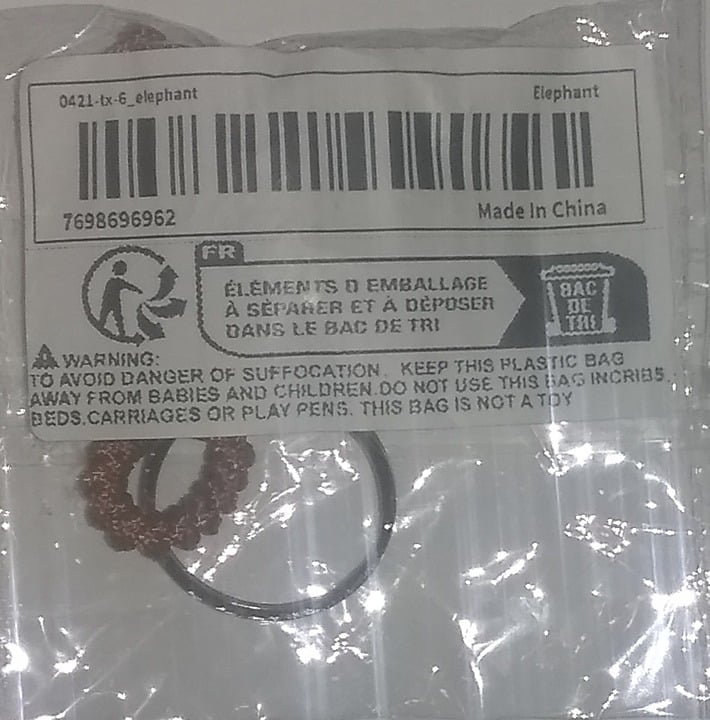 0421-tx-6_elephant
Elephant
7698696962
Made In China
FR
ÉLÉMENTS D EMBALLAGE
À SÉPARER ET À DÉPOSER
DANS LE BAC DE TRI
BAC
DE
TRI
WARNING:
TO AVOID DANGER OF SUFFOCATION. KEEP THIS PLASTIC BAG
AWAY FROM BABIES AND CHILDREN.DO NOT USE THIS BAG INCRIBS,
BEDS.CARRIAGES OR PLAY PENS. THIS BAG IS NOT A TOY